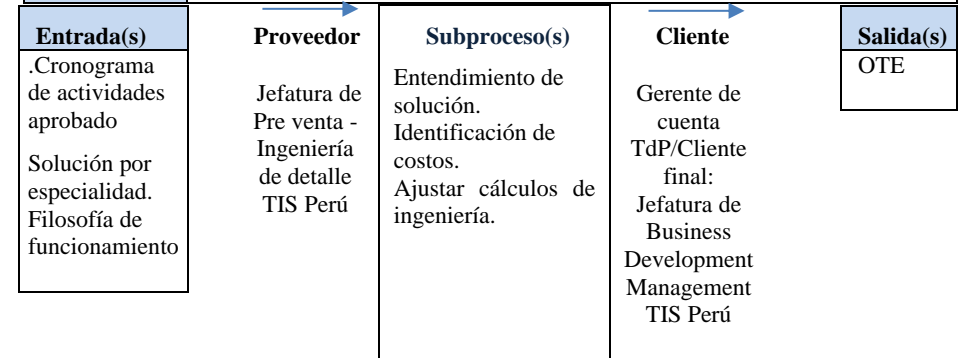 Entrada(s)
.Cronograma
de actividades
aprobado
Solución por
especialidad.
Filosofía de
funcionamiento
Proveedor
Jefatura de
Pre venta -
Ingeniería
de detalle
TIS Perú
Subproceso(s)
Entendimiento de
solución.
Identificación de
costos.
Ajustar cálculos de
ingeniería.
Cliente
Gerente de
cuenta
TdP/Cliente
final:
Jefatura de
Business
Development
Management
TIS Perú
Salida(s)
OTE